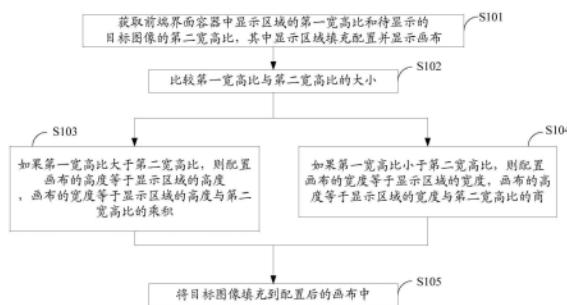 S101
获取前端界面容器中显示区域的第一宽高比和待显示的
目标图像的第二宽高比，其中显示区域填充配置并显示画布
S102
比较第一宽高比与第二宽高比的大小
S103
如果第一宽高比大于第二宽高比，则配置
画布的高度等于显示区域的高度
，画布的宽度等于显示区域的高度与第二
宽高比的乘积
S104
如果第一宽高比小于第二宽高比，则配置
画布的宽度等于显示区域的宽度，画布的高
度等于显示区域的宽度与第二宽高比的商
S105
将目标图像填充到配置后的画布中